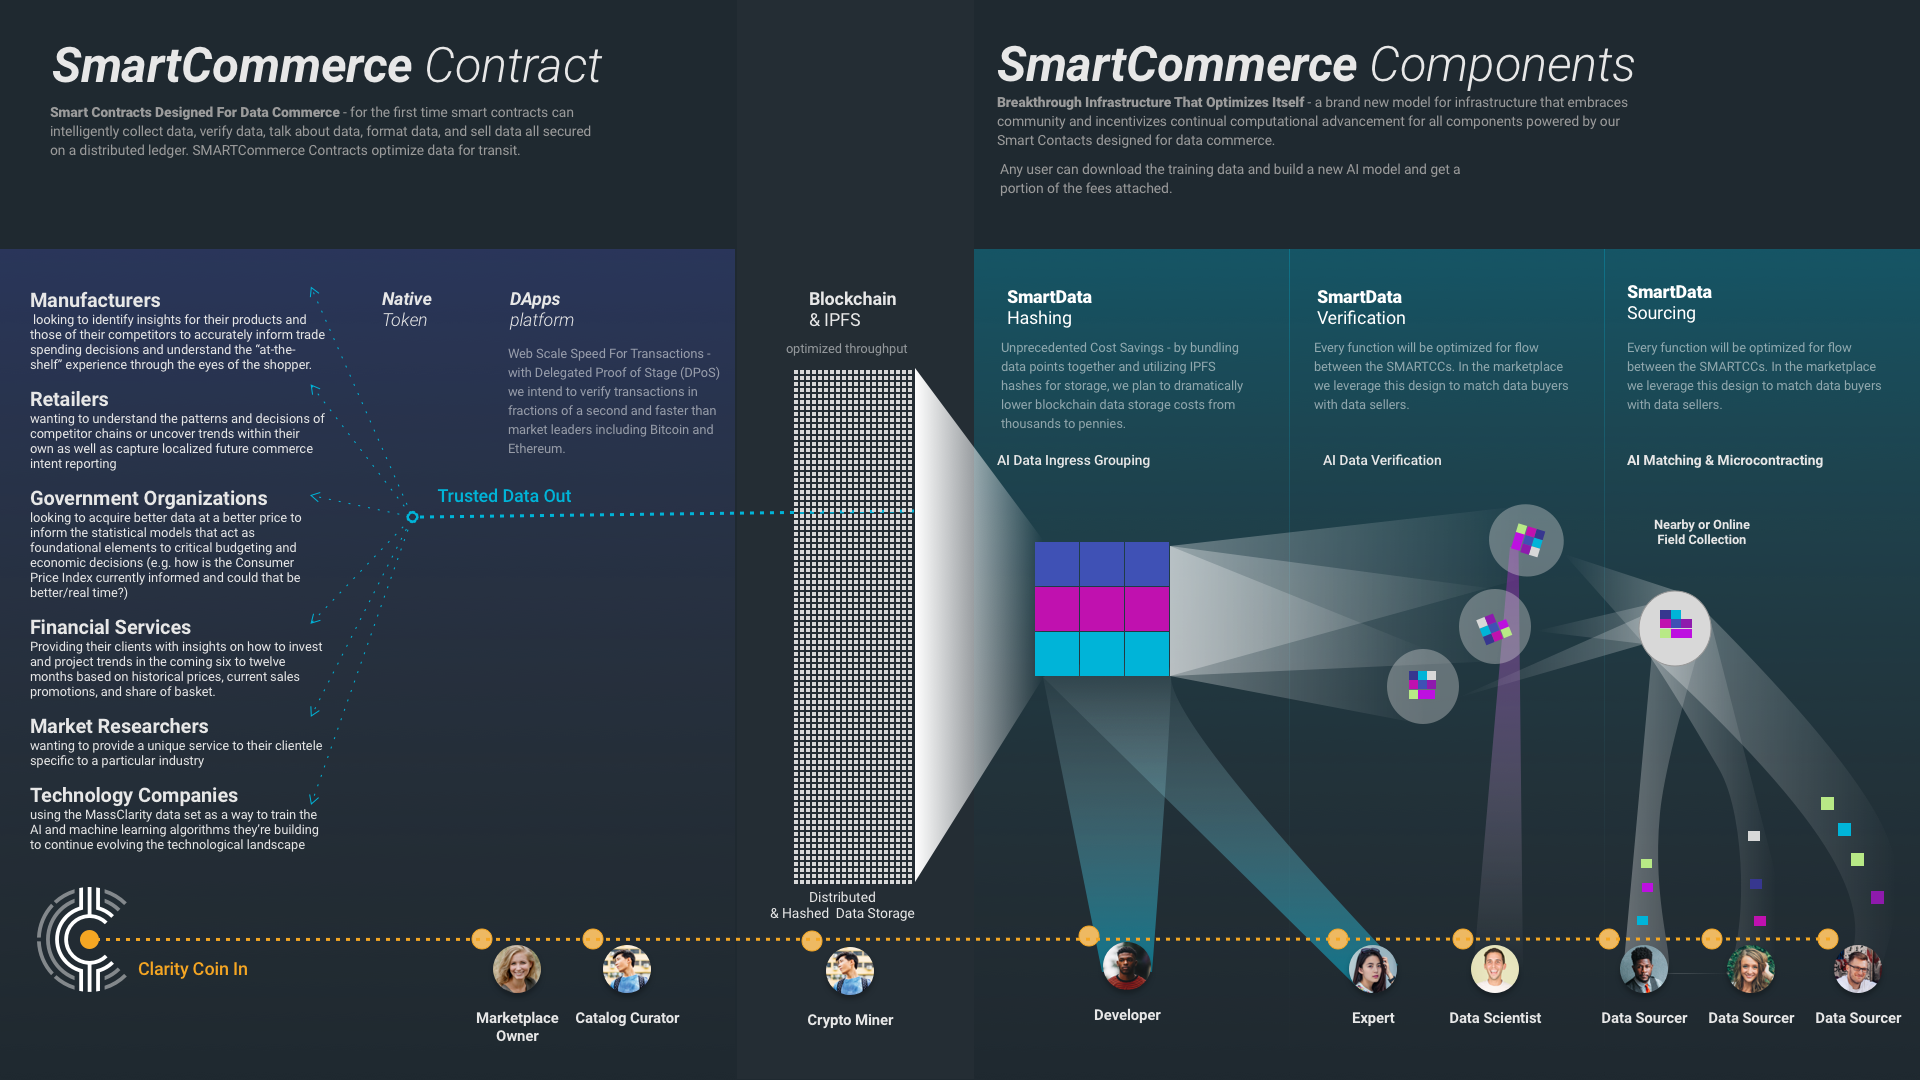 SmartCommerce Contract
Smart Contracts Designed For Data Commerce - for the first time smart contracts can
intelligently collect data, verify data, talk about data, format data, and sell data all secured
on a distributed ledger. SMARTCommerce Contracts optimize data for transit.
SmartCommerce Components
Breakthrough Infrastructure That Optimizes Itself - a brand new model for infrastructure that embraces
community and incentivizes continual computational advancement for all components powered by our
Smart Contacts designed for data commerce.
Any user can download the training data and build a new AI model and get a
portion of the fees attached.
Manufacturers
looking to identify insights for their products and
those of their competitors to accurately inform trade
spending decisions and understand the “at-the-
shelf” experience through the eyes of the shopper.
Retailers
wanting to understand the patterns and decisions of
competitor chains or uncover trends within their
own as well as capture localized future commerce
intent reporting
Government Organizations
looking to acquire better data at a better price to
inform the statistical models that act as
foundational elements to critical budgeting and
economic decisions (e.g. how is the Consumer
Price Index currently informed and could that be
better/real time?)
Financial Services
Providing their clients with insights on how to invest
and project trends in the coming six to twelve
months based on historical prices, current sales
promotions, and share of basket.
Market Researchers
wanting to provide a unique service to their clientele
specific to a particular industry
Technology Companies
using the MassClarity data set as a way to train the
AI and machine learning algorithms they’re building
to continue evolving the technological landscape
Native
Token
DApps
platform
Web Scale Speed For Transactions -
with Delegated Proof of Stage (DPoS)
we intend to verify transactions in
fractions of a second and faster than
market leaders including Bitcoin and
Ethereum.
Trusted Data Out
Blockchain
& IPFS
optimized throughput
Distributed
& Hashed Data Storage
SmartData
Hashing
Unprecedented Cost Savings - by bundling
data points together and utilizing IPFS
hashes for storage, we plan to dramatically
lower blockchain data storage costs from
thousands to pennies.
AI Data Ingress Grouping
SmartData
Verification
Every function will be optimized for flow
between the SMARTCCs. In the marketplace
we leverage this design to match data buyers
with data sellers.
AI Data Verification
SmartData
Sourcing
Every function will be optimized for flow
between the SMARTCCs. In the marketplace
we leverage this design to match data buyers
with data sellers.
AI Matching & Microcontracting
Nearby or Online
Field Collection
Clarity Coin In
Marketplace
Owner
Catalog Curator
Crypto Miner
Developer
Expert
Data Scientist
Data Sourcer
Data Sourcer
Data Sourcer